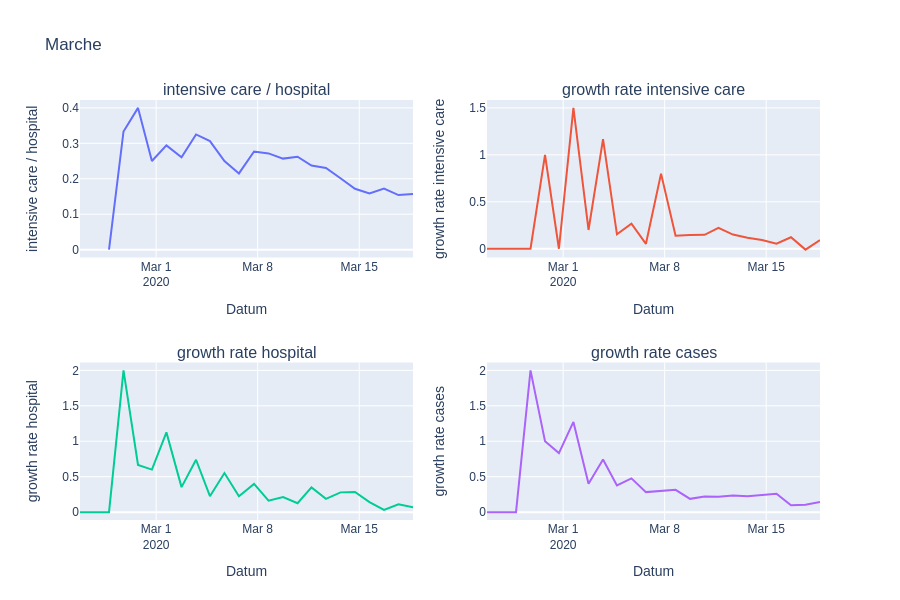 Marche
intensive care / hospital
growth rate intensive care
intensive care / hospital
0.4
0.3
0.2
0.1
0
Mar 1
2020
Mar 8
Mar 15
Datum
growth rate intensive care
1.5
1
0.5
0
Mar 1
2020
Mar 8
Mar 15
Datum
growth rate hospital
growth rate cases
growth rate hospital
2
1.5
1
0.5
0
Mar 1
2020
Mar 8
Mar 15
Datum
growth rate cases
2
1.5
1
0.5
0
Mar 1
2020
Mar 8
Mar 15
Datum